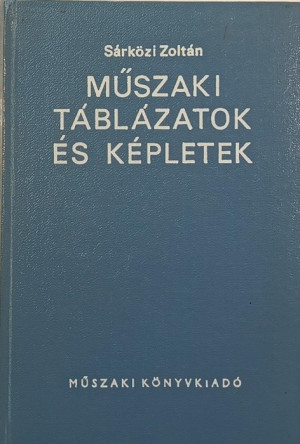 Sárközi Zoltán
MŰSZAKI
TÁBLÁZATOK
ÉS KÉPLETEK
MŰSZAKI KÖNYVKiADÓ